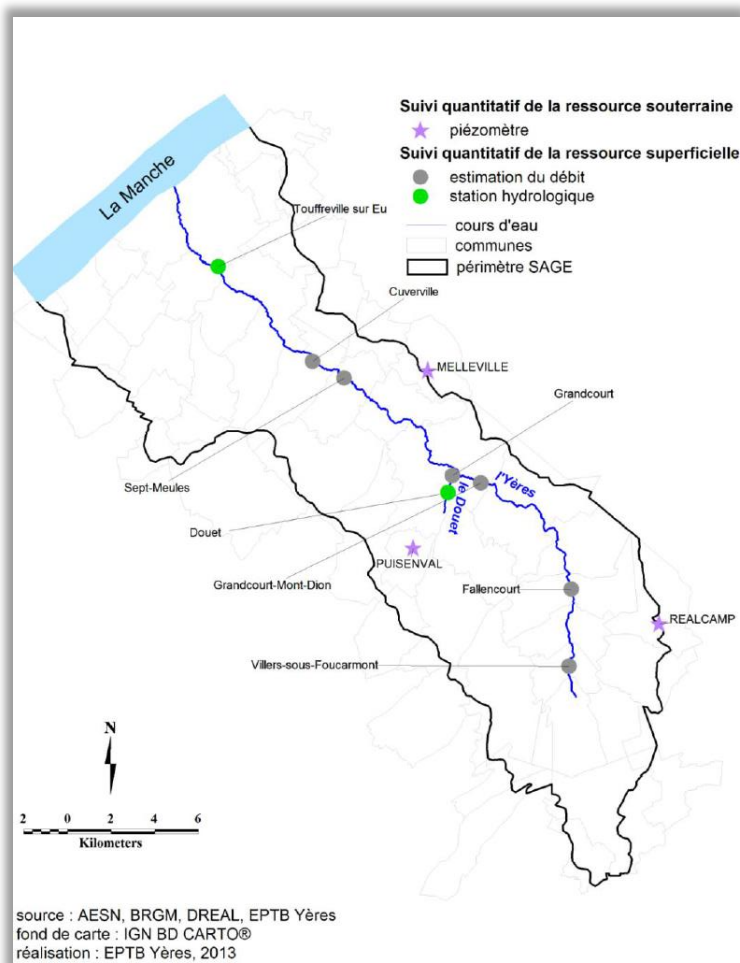 Suivi quantitatif de la ressource souterraine
piézomètre
Suivi quantitatif de la ressource superficielle
estimation du débit
station hydrologique
cours d'eau
communes
périmètre SAGE
La Manche
Touffreville sur Eu
Cuverville
MELLEVILLE
Grandcourt
Sept-Meules
l'Yères
le Douet
Douet
PUISENVAL
Grandcourt-Mont-Dion
Fallencourt
REALCAMP
Villers-sous-Foucarmont
N
2 0 2 4 6
Kilometers
source : AESN, BRGM, DREAL, EPTB Yères
fond de carte : IGN BD CARTO®
réalisation : EPTB Yères, 2013